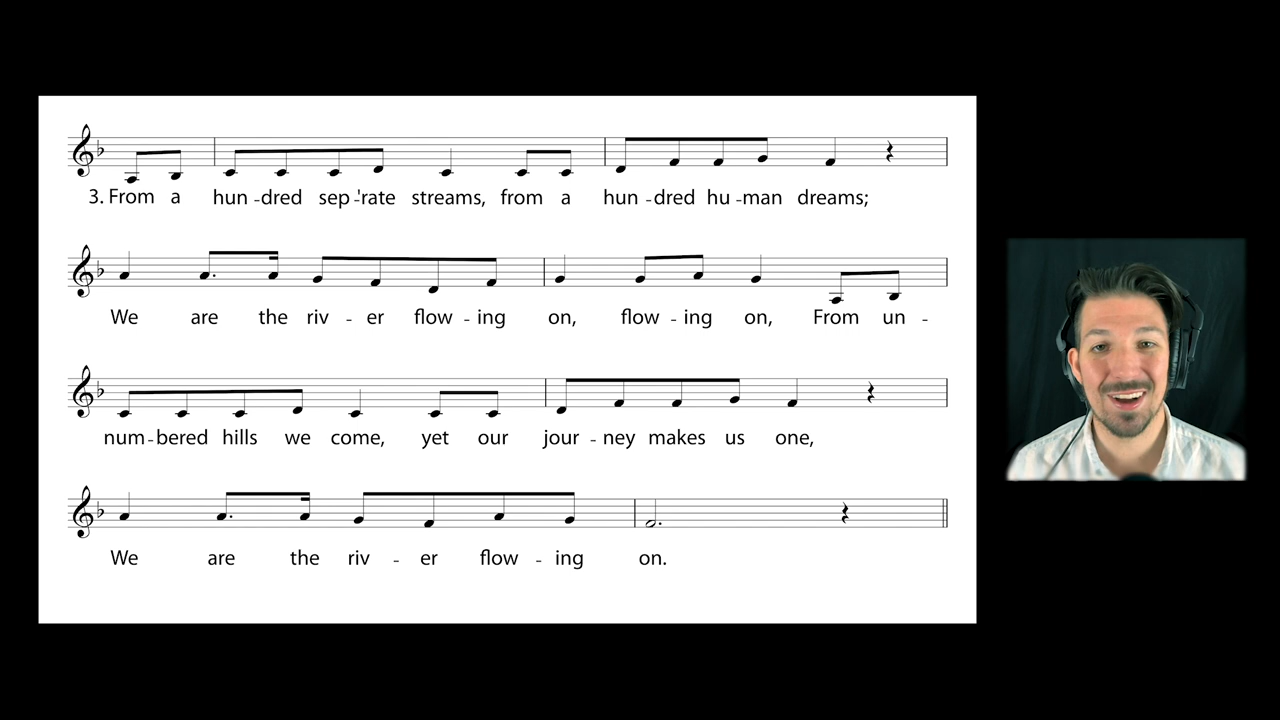 3. From a hun - dred sep - 'rate streams, from a hun - dred hu - man dreams;
We are the riv - er flow - ing on, flow - ing on, From un -
num - bered hills we come, yet our jour - ney makes us one,
We are the riv - er flow - ing on.